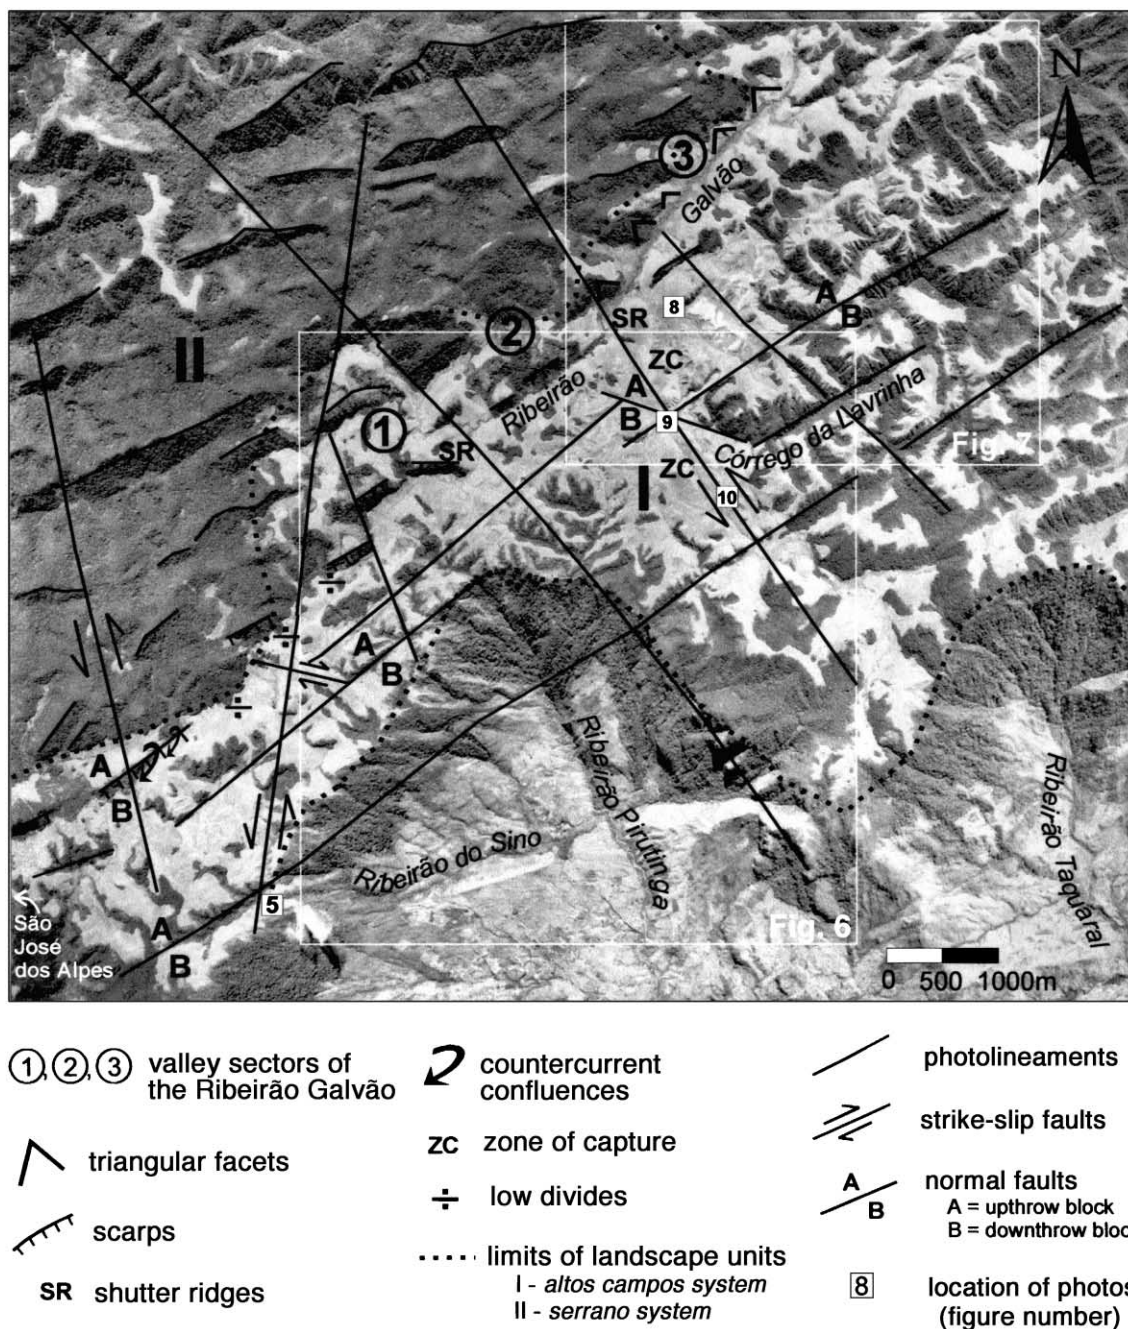 N
3
Galvão
A
B
8
SR
2
ZC
II
Ribeirão
A
B
9
1
SR
Córrego da Lavrinha
Fig. 7
ZC
I
10
A
B
Ribeirão Pirutinga
Ribeirão do Sino
Ribeirão Taquaral
A
B
5
São
José
dos Alpes
A
B
Fig. 6
0 500 1000m
1, 2, 3 valley sectors of
the Ribeirão Galvão
triangular facets
scarps
SR shutter ridges
countercurrent
confluences
ZC zone of capture
low divides
limits of landscape units
I - altos campos system
II - serrano system
photolineaments
strike-slip faults
A
B
normal faults
A = upthrow block
B = downthrow bloc
8 location of photos
(figure number)